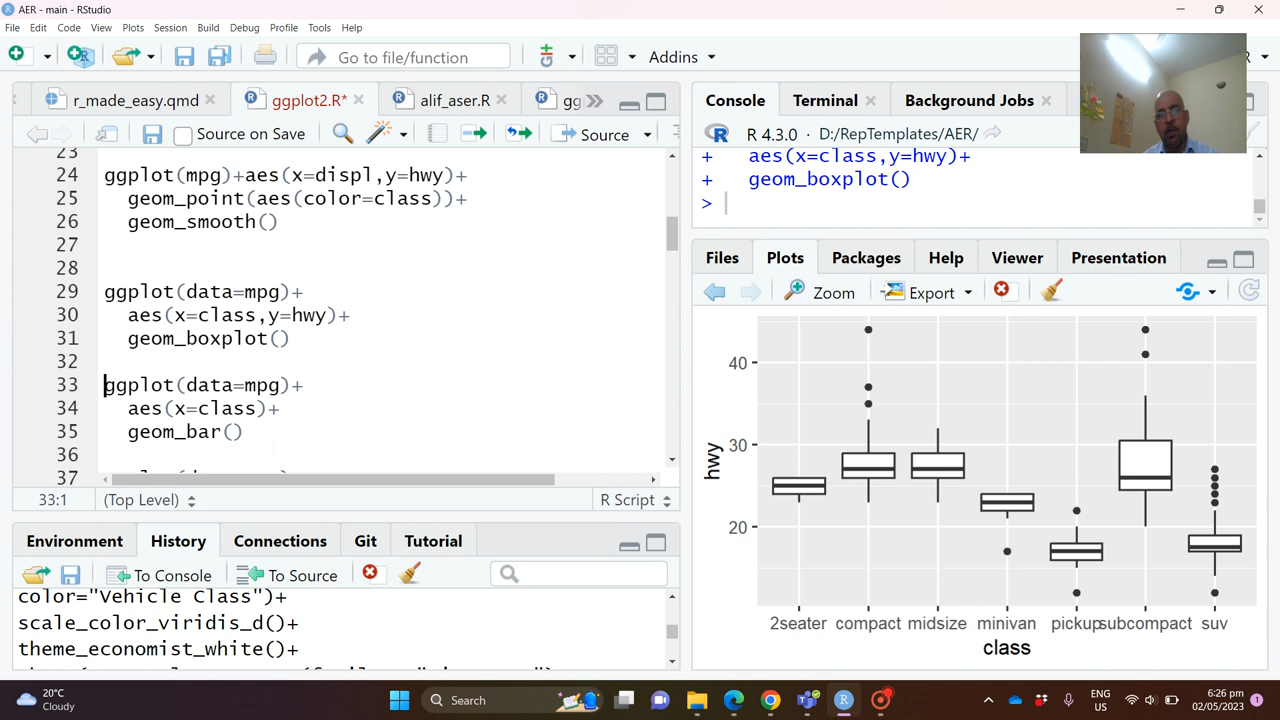 AER - main - RStudio
File Edit Code View Plots Session Build Debug Profile Tools Help
Go to file/function Addins
r_made_easy.qmd ggplot2.R* alif_aser.R gg
Source on Save Source
23
24 ggplot(mpg)+aes(x=displ,y=hwy)+
25 geom_point(aes(color=class))+
26 geom_smooth()
27
28
29 ggplot(data=mpg)+
30 aes(x=class,y=hwy)+
31 geom_boxplot()
32
33 ggplot(data=mpg)+
34 aes(x=class)+
35 geom_bar()
36
37
33:1 (Top Level) R Script
Environment History Connections Git Tutorial
To Console To Source
color="Vehicle Class")+
scale_color_viridis_d()+
theme_economist_white()+
Console Terminal Background Jobs
R 4.3.0 · D:/RepTemplates/AER/
+ aes(x=class,y=hwy)+
+ geom_boxplot()
>
Files Plots Packages Help Viewer Presentation
Zoom Export
40
30
20
hwy
2seater compact midsize minivan pickup subcompact suv
class
20°C
Cloudy
Search
ENG
US
6:26 pm
02/05/2023
1